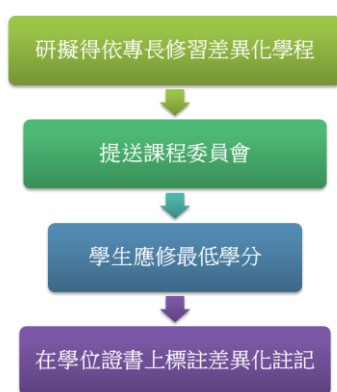 研擬得依專長修習差異化學程
提送課程委員會
學生應修最低學分
在學位證書上標註差異化註記